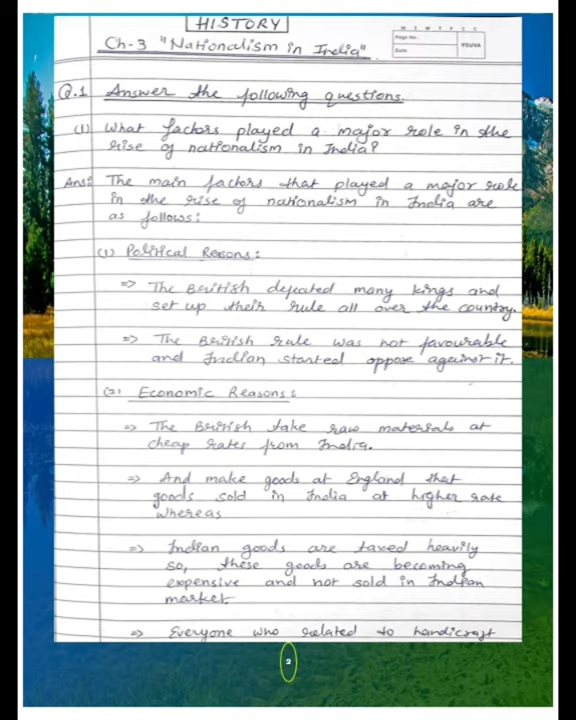 HISTORY
Ch-3 "Nationalism in India"
M T W T F S S
Page No.:
Date:
YOUVA
Q.1 Answer the following questions.
(1) What factors played a major role in the
rise of nationalism in India?
Ans: The main factors that played a major role
in the rise of nationalism in India are
as follows:
(1) Political Reasons:
=> The British defeated many kings and
set up their rule all over the country.
=> The British rule was not favourable
and Indian started oppose against it.
(2) Economic Reasons:
=> The British take raw materials at
cheap rates from India.
=> And make goods at England that
goods sold in India at higher rate
whereas
=> Indian goods are taxed heavily
so, these goods are becoming
expensive and not sold in Indian
market.
=> Everyone who related to handicraft
2